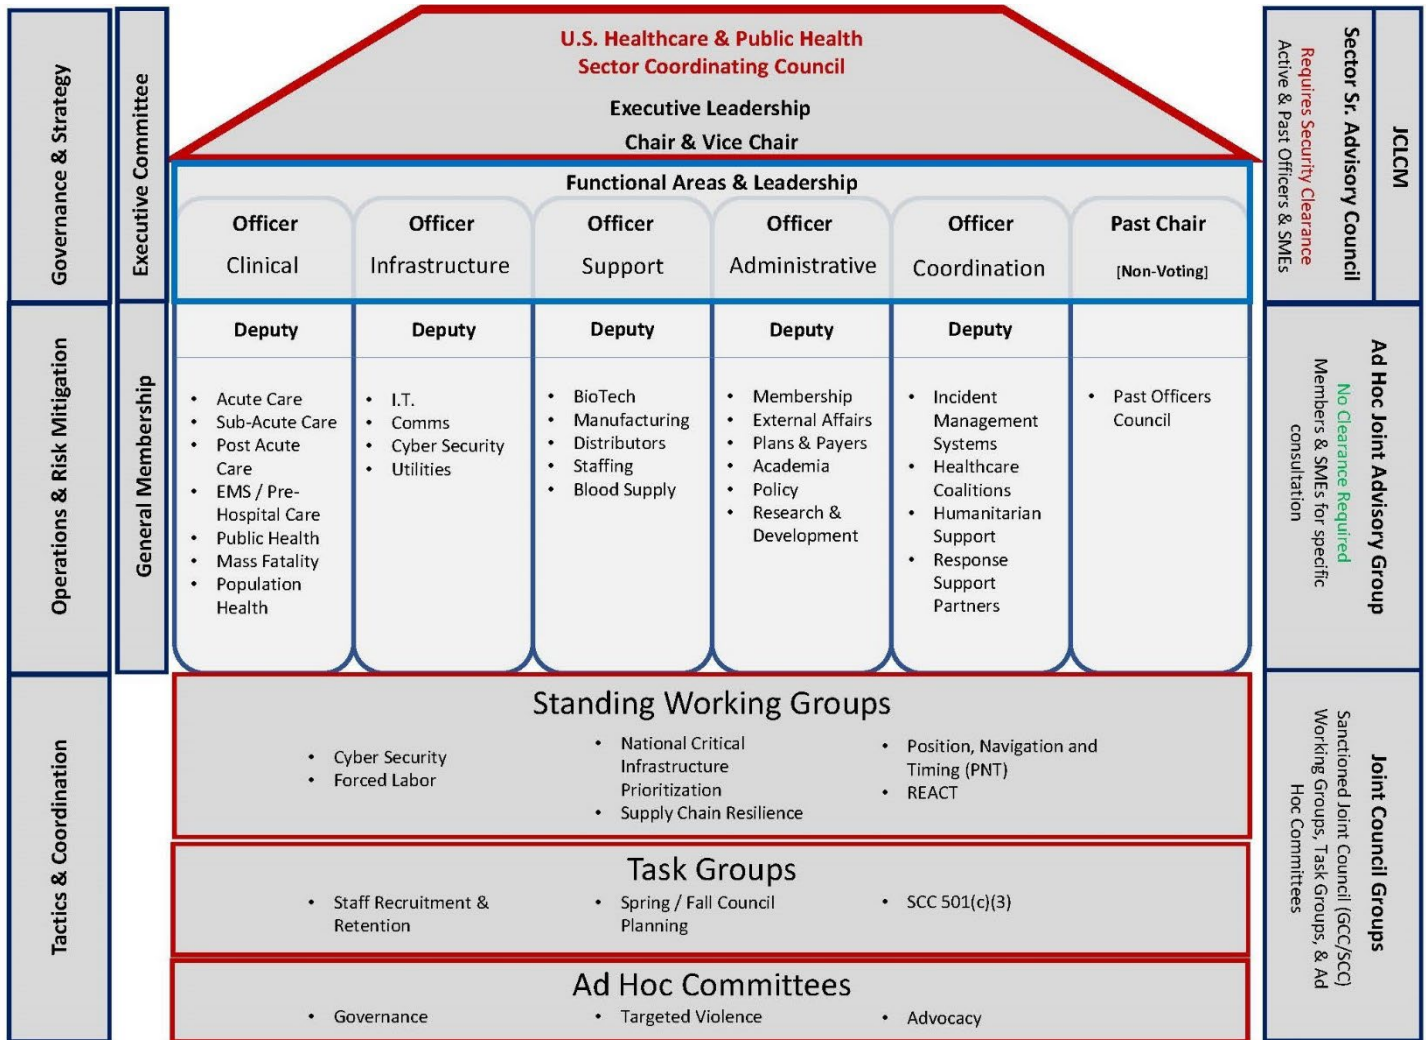 Governance & Strategy
Executive Committee
U.S. Healthcare & Public Health
Sector Coordinating Council
Executive Leadership
Chair & Vice Chair
Functional Areas & Leadership
Officer
Clinical
Officer
Infrastructure
Officer
Support
Officer
Administrative
Officer
Coordination
Past Chair
[Non-Voting]
JCLCM
Sector Sr. Advisory Council
Requires Security Clearance
Active & Past Officers & SMEs
Operations & Risk Mitigation
General Membership
Deputy
• Acute Care
• Sub-Acute Care
• Post Acute
Care
• EMS / Pre-
Hospital Care
• Public Health
• Mass Fatality
• Population
Health
Deputy
• I.T.
• Comms
• Cyber Security
• Utilities
Deputy
• BioTech
• Manufacturing
• Distributors
• Staffing
• Blood Supply
Deputy
• Membership
• External Affairs
• Plans & Payers
• Academia
• Policy
• Research &
Development
Deputy
• Incident
Management
Systems
• Healthcare
Coalitions
• Humanitarian
Support
• Response
Support
Partners
• Past Officers
Council
Ad Hoc Joint Advisory Group
No Clearance Required
Members & SMEs for specific
consultation
Tactics & Coordination
Standing Working Groups
• Cyber Security
• Forced Labor
• National Critical
Infrastructure
Prioritization
• Supply Chain Resilience
• Position, Navigation and
Timing (PNT)
• REACT
Task Groups
• Staff Recruitment &
Retention
• Spring / Fall Council
Planning
• SCC 501(c)(3)
Ad Hoc Committees
• Governance
• Targeted Violence
• Advocacy
Joint Council Groups
Sanctioned Joint Council (GCC/SCC)
Working Groups, Task Groups, & Ad
Hoc Committees